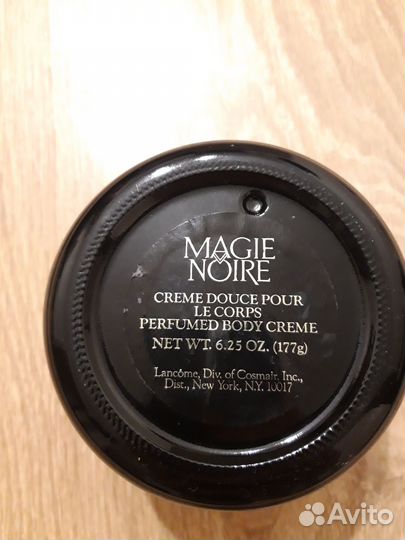 MAGIE
NOIRE
CREME DOUCE POUR
LE CORPS
PERFUMED BODY CREME
NET WT. 6.25 OZ. (177g)
Lancôme, Div. of Cosmair, Inc.,
Dist., New York, N.Y. 10017
Avito